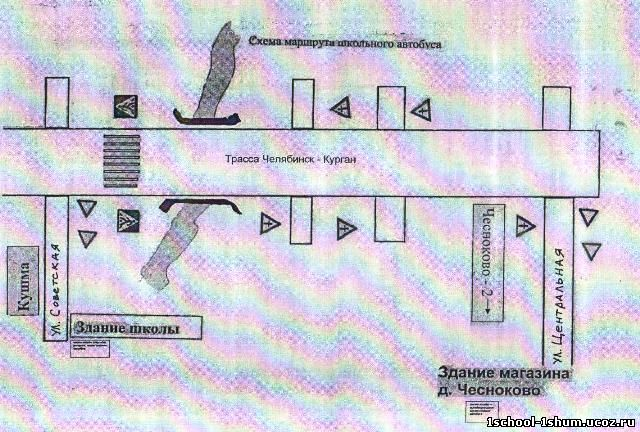 Схема маршрута школьного автобуса
Трасса Челябинск - Курган
Кушма
ул. Советская
Чесноково - 2 →
ул. Центральная
Здание школы
Здание магазина
д. Чесноково
1school-1shum.ucoz.ru